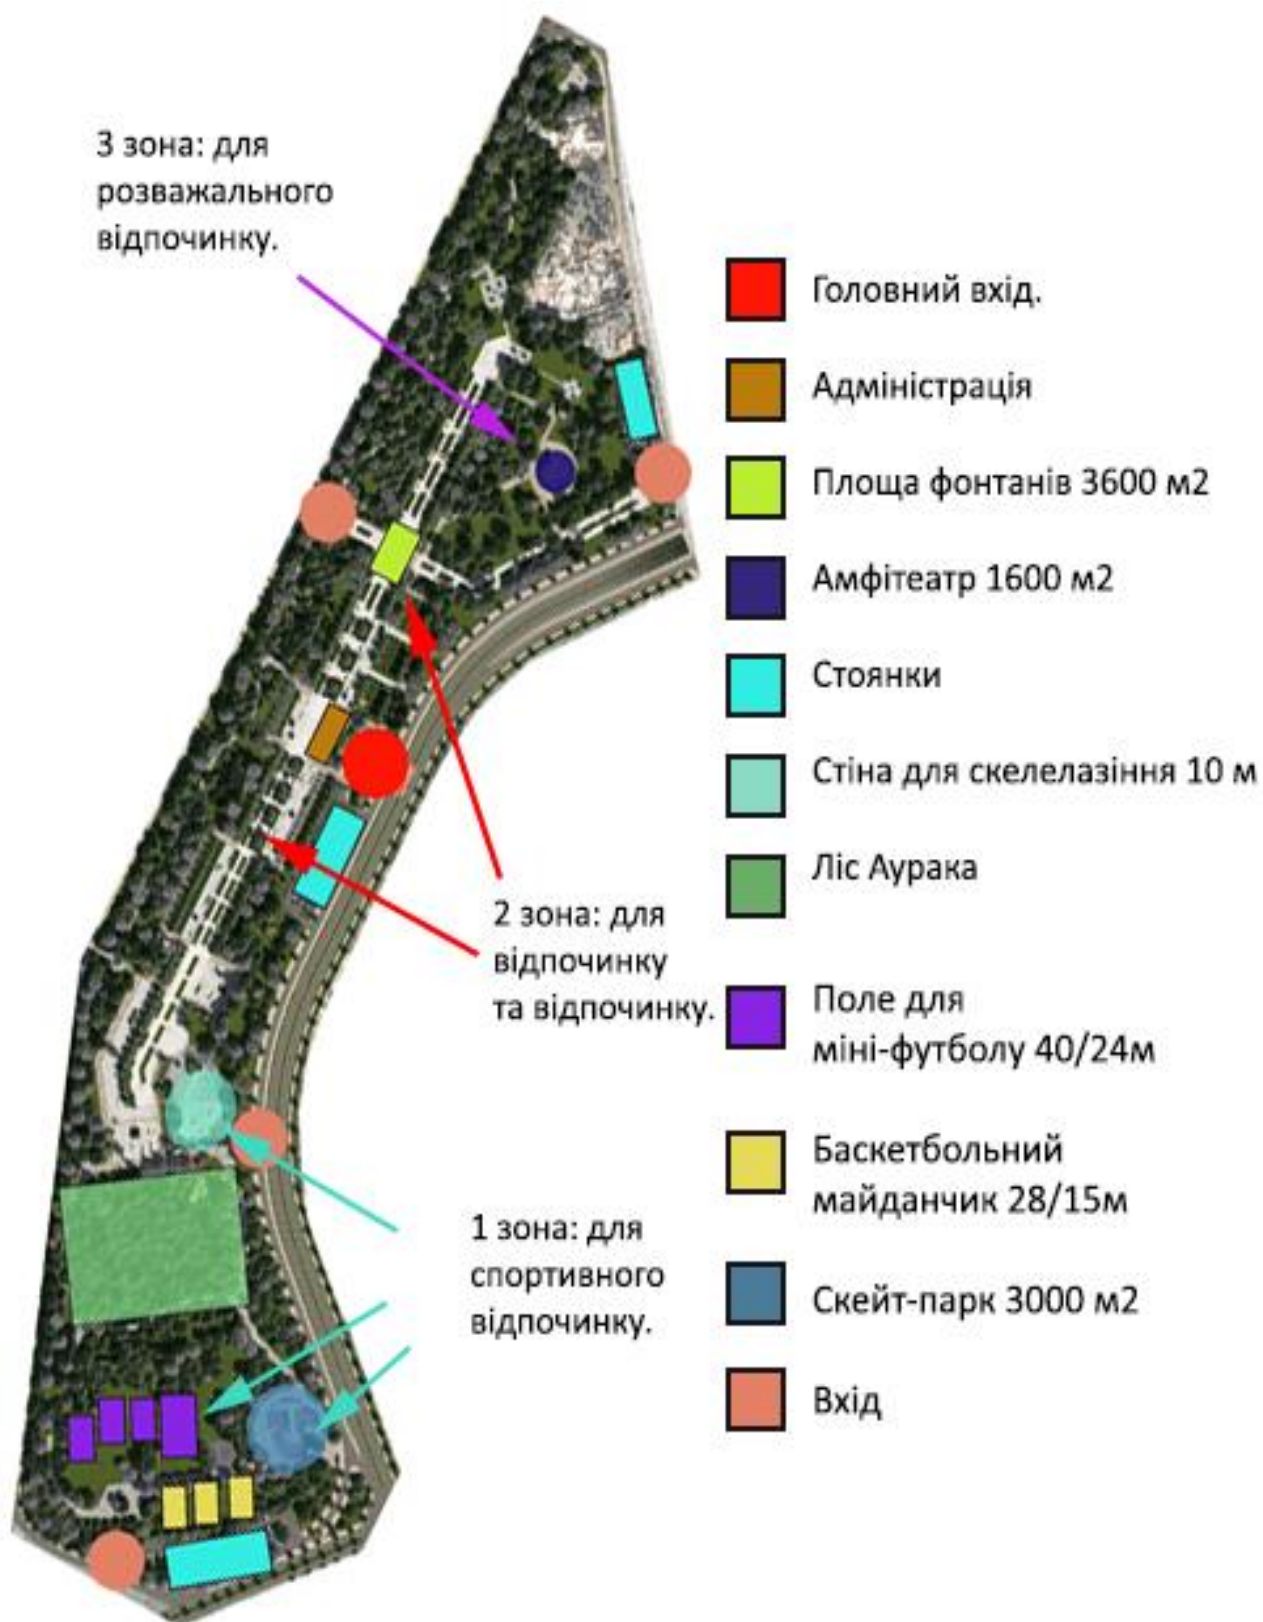 3 зона: для
розважального
відпочинку.
Головний вхід.
Адміністрація
Площа фонтанів 3600 м2
Амфітеатр 1600 м2
Стоянки
Стіна для скелелазіння 10 м
Ліс Аурака
2 зона: для
відпочинку
та відпочинку.
Поле для
міні-футболу 40/24м
Баскетбольний
майданчик 28/15м
1 зона: для
спортивного
відпочинку.
Скейт-парк 3000 м2
Вхід